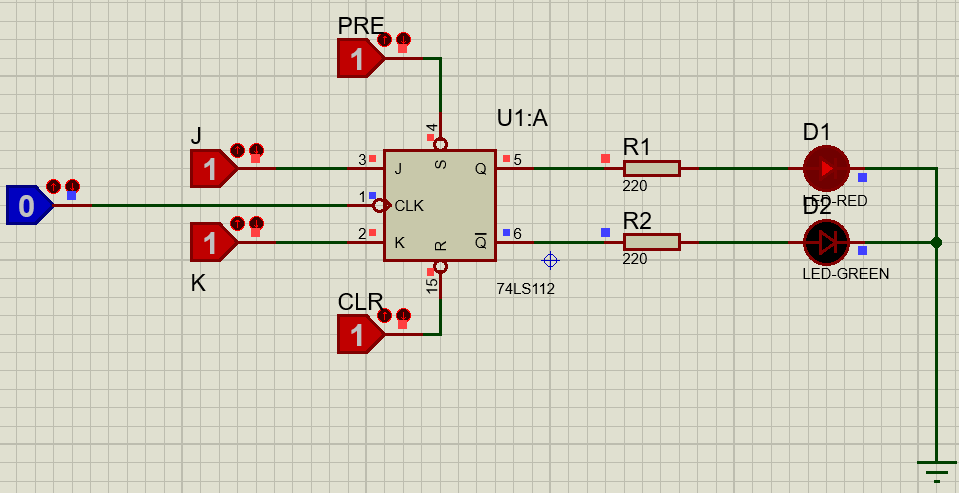 PRE
1
U1:A
4
J
1
3
J
S
Q
5
R1
220
D1
LED-RED
0
1
CLK
1
K
2
K
R
Q
6
R2
220
D2
LED-GREEN
15
74LS112
CLR
1